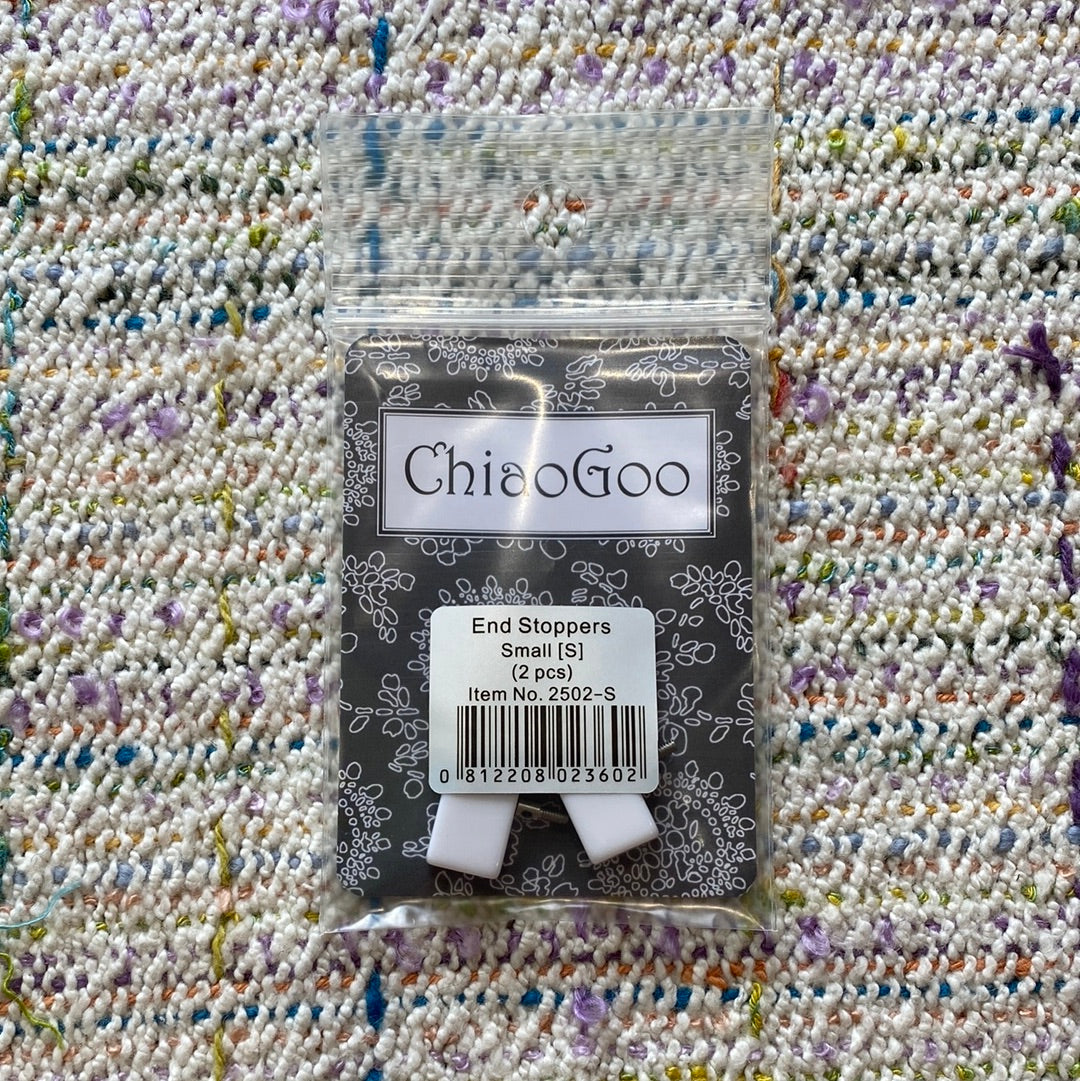 ChiaoGoo
End Stoppers
Small [S]
(2 pcs)
Item No. 2502-S
0 812208 023602